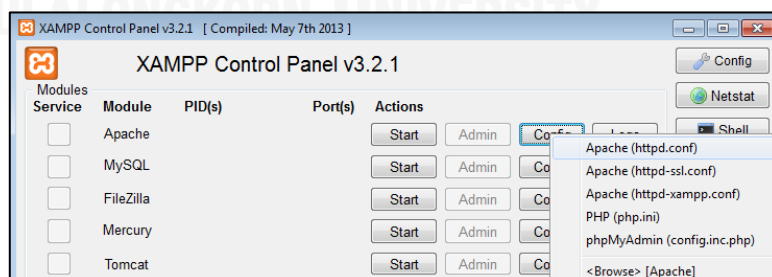 XAMPP Control Panel v3.2.1 [ Compiled: May 7th 2013 ]
XAMPP Control Panel v3.2.1
Config
Modules
Service Module PID(s) Port(s) Actions
Netstat
Apache Start Admin Config Logs
Shell
MySQL Start Admin
FileZilla Start Admin
Mercury Start Admin
Tomcat Start Admin
Apache (httpd.conf)
Apache (httpd-ssl.conf)
Apache (httpd-xampp.conf)
PHP (php.ini)
phpMyAdmin (config.inc.php)
<Browse> [Apache]